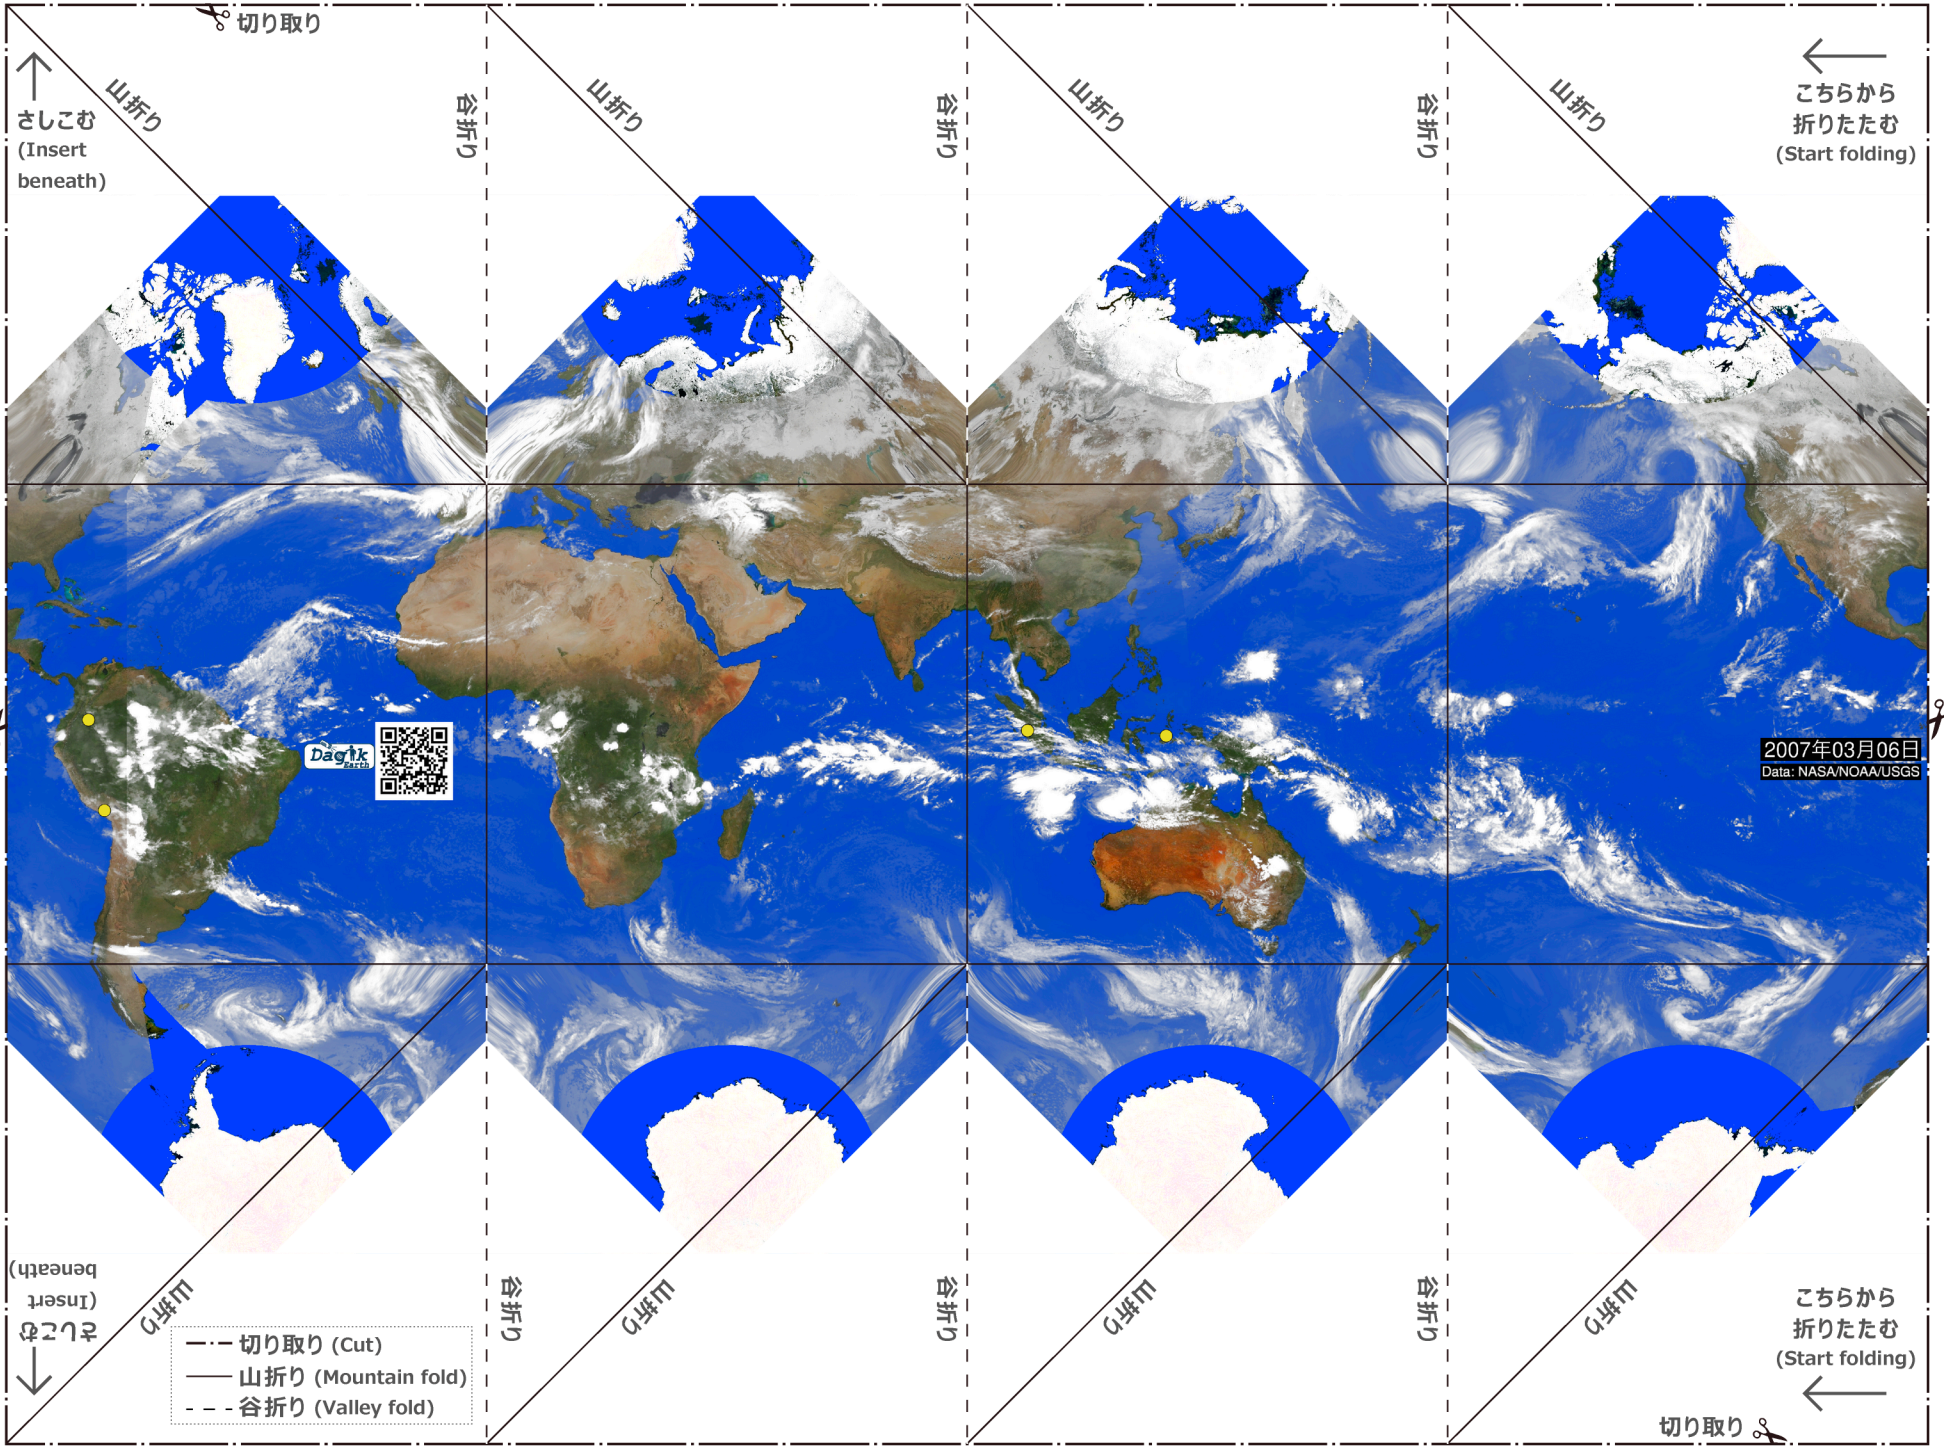 切り取り
山折り
谷折り
山折り
谷折り
山折り
谷折り
山折り
こちらから
折りたたむ
(Start folding)
さしこむ
(Insert
beneath)
Dagik
Earth
2007年03月06日
Data: NASA/NOAA/USGS
さしこむ
(Insert
beneath)
山折り
谷折り
山折り
谷折り
山折り
谷折り
山折り
こちらから
折りたたむ
(Start folding)
切り取り (Cut)
山折り (Mountain fold)
谷折り (Valley fold)
切り取り